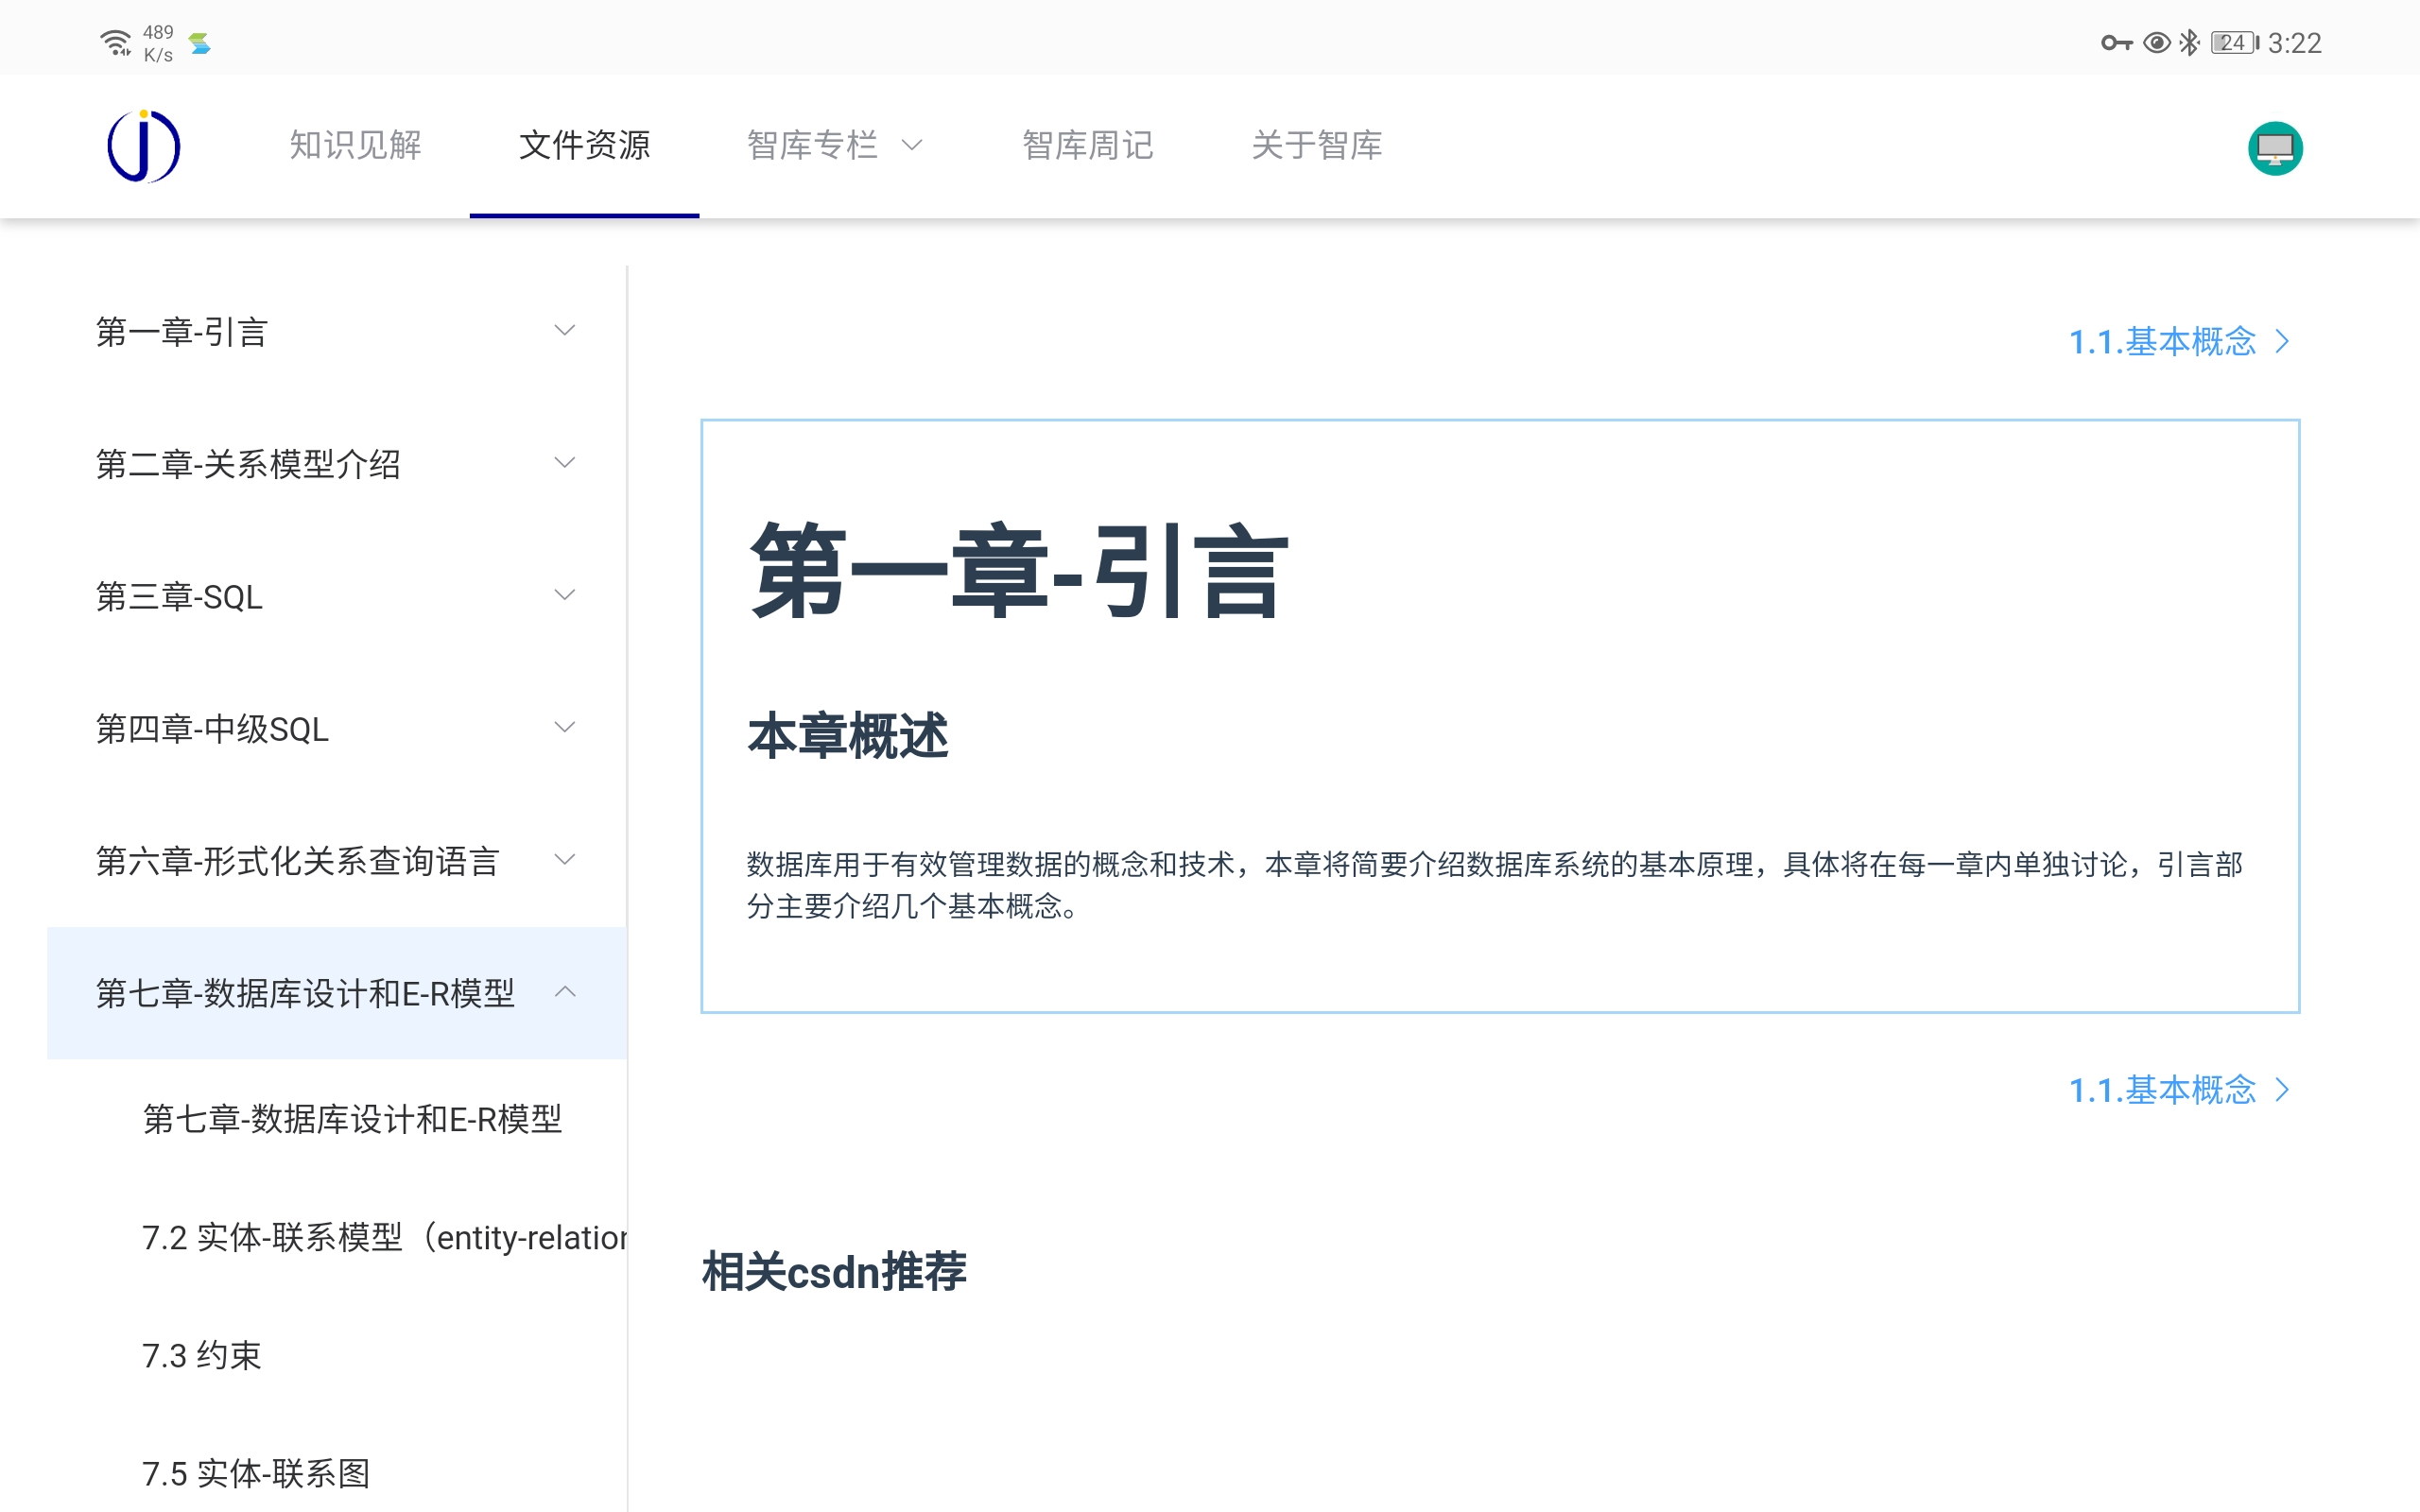 489
K/s
24
3:22
知识见解
文件资源
智库专栏
智库周记
关于智库
第一章-引言
第二章-关系模型介绍
第三章-SQL
第四章-中级SQL
第六章-形式化关系查询语言
第七章-数据库设计和E-R模型
第七章-数据库设计和E-R模型
7.2 实体-联系模型（entity-relation
7.3 约束
7.5 实体-联系图
1.1.基本概念
第一章-引言
本章概述
数据库用于有效管理数据的概念和技术，本章将简要介绍数据库系统的基本原理，具体将在每一章内单独讨论，引言部
分主要介绍几个基本概念。
1.1.基本概念
相关csdn推荐